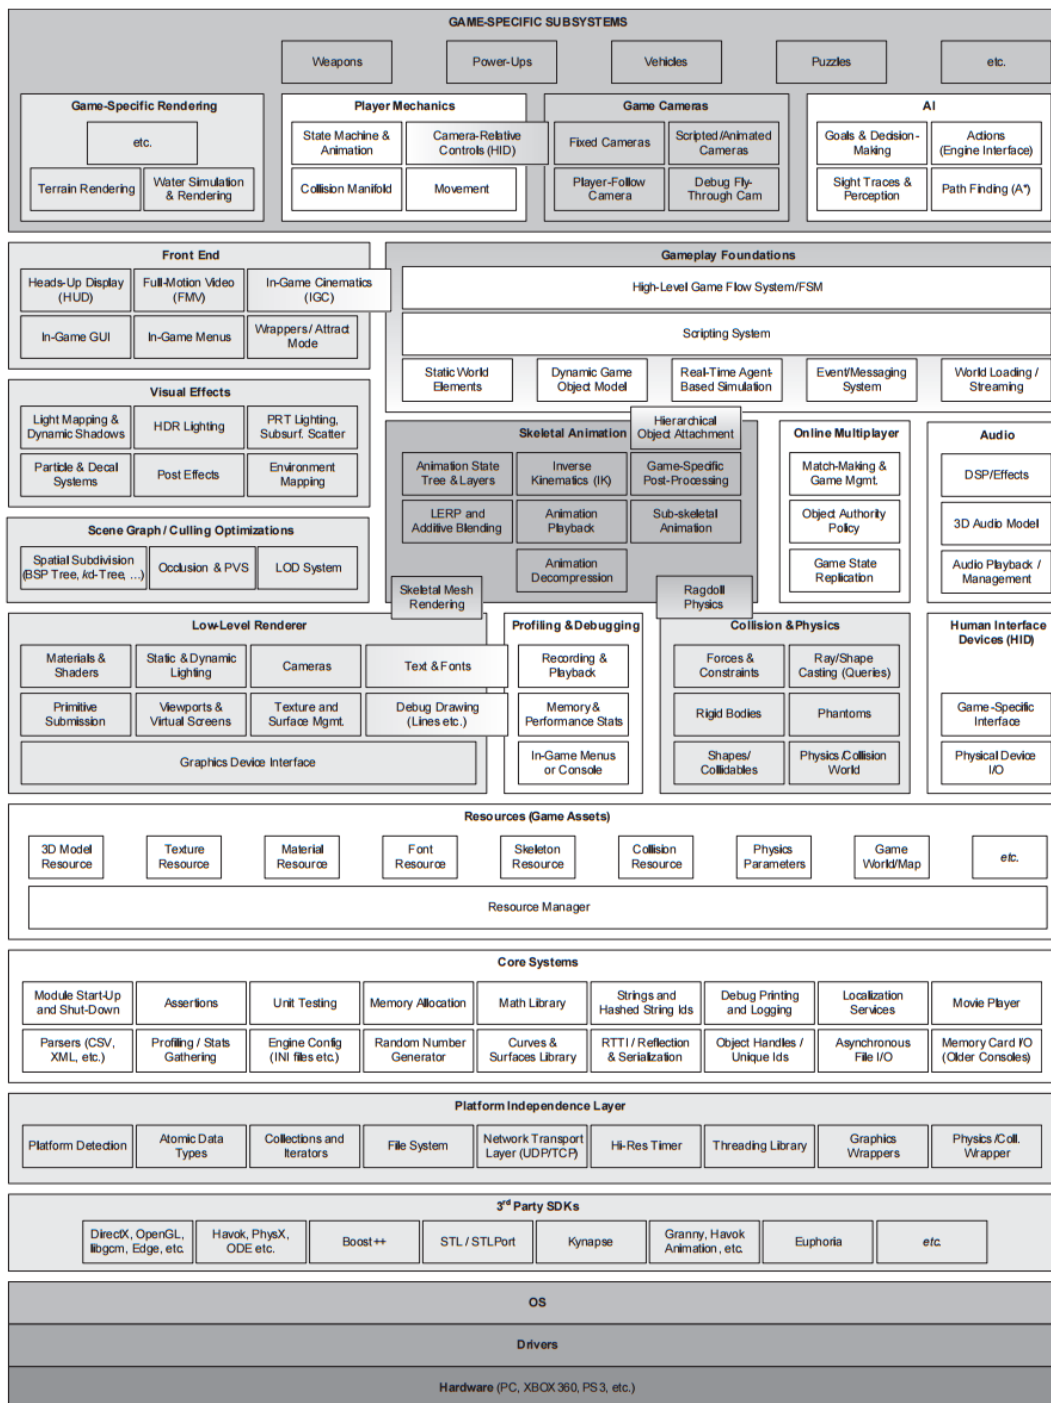 GAME-SPECIFIC SUBSYSTEMS
Weapons
Power-Ups
Vehicles
Puzzles
etc.
Game-Specific Rendering
etc.
Terrain Rendering
Water Simulation
& Rendering
Player Mechanics
State Machine &
Animation
Camera-Relative
Controls (HID)
Collision Manifold
Movement
Game Cameras
Fixed Cameras
Scripted/Animated
Cameras
Player-Follow
Camera
Debug Fly-
Through Cam
AI
Goals & Decision-
Making
Actions
(Engine Interface)
Sight Traces &
Perception
Path Finding (A*)
Front End
Heads-Up Display
(HUD)
Full-Motion Video
(FMV)
In-Game Cinematics
(IGC)
In-Game GUI
In-Game Menus
Wrappers / Attract
Mode
Gameplay Foundations
High-Level Game Flow System/FSM
Scripting System
Static World
Elements
Dynamic Game
Object Model
Real-Time Agent-
Based Simulation
Event/Messaging
System
World Loading /
Streaming
Visual Effects
Light Mapping &
Dynamic Shadows
HDR Lighting
PRT Lighting,
Subsurf. Scatter
Particle & Decal
Systems
Post Effects
Environment
Mapping
Hierarchical
Object Attachment
Skeletal Animation
Animation State
Tree & Layers
Inverse
Kinematics (IK)
Game-Specific
Post-Processing
LERP and
Additive Blending
Animation
Playback
Sub-skeletal
Animation
Animation
Decompression
Online Multiplayer
Match-Making &
Game Mgmt.
Object Authority
Policy
Game State
Replication
Audio
DSP/Effects
3D Audio Model
Audio Playback /
Management
Scene Graph / Culling Optimizations
Spatial Subdivision
(BSP Tree, kd-Tree, ...)
Occlusion & PVS
LOD System
Skeletal Mesh
Rendering
Ragdoll
Physics
Low-Level Renderer
Materials &
Shaders
Static & Dynamic
Lighting
Cameras
Text & Fonts
Primitive
Submission
Viewports &
Virtual Screens
Texture and
Surface Mgmt.
Debug Drawing
(Lines etc.)
Graphics Device Interface
Profiling & Debugging
Recording &
Playback
Memory &
Performance Stats
In-Game Menus
or Console
Collision & Physics
Forces &
Constraints
Ray/Shape
Casting (Queries)
Rigid Bodies
Phantoms
Shapes/
Collidables
Physics/Collision
World
Human Interface
Devices (HID)
Game-Specific
Interface
Physical Device
I/O
Resources (Game Assets)
3D Model
Resource
Texture
Resource
Material
Resource
Font
Resource
Skeleton
Resource
Collision
Resource
Physics
Parameters
Game
World/Map
etc.
Resource Manager
Core Systems
Module Start-Up
and Shut-Down
Assertions
Unit Testing
Memory Allocation
Math Library
Strings and
Hashed String Ids
Debug Printing
and Logging
Localization
Services
Movie Player
Parsers (CSV,
XML, etc.)
Profiling / Stats
Gathering
Engine Config
(INI files etc.)
Random Number
Generator
Curves &
Surfaces Library
RTTI / Reflection
& Serialization
Object Handles /
Unique Ids
Asynchronous
File I/O
Memory Card I/O
(Older Consoles)
Platform Independence Layer
Platform Detection
Atomic Data
Types
Collections and
Iterators
File System
Network Transport
Layer (UDP/TCP)
Hi-Res Timer
Threading Library
Graphics
Wrappers
Physics/Coll.
Wrapper
3rd Party SDKs
DirectX, OpenGL,
libgcm, Edge, etc.
Havok, PhysX,
ODE etc.
Boost++
STL / STLPort
Kynapse
Granny, Havok
Animation, etc.
Euphoria
etc.
OS
Drivers
Hardware (PC, XBOX360, PS3, etc.)